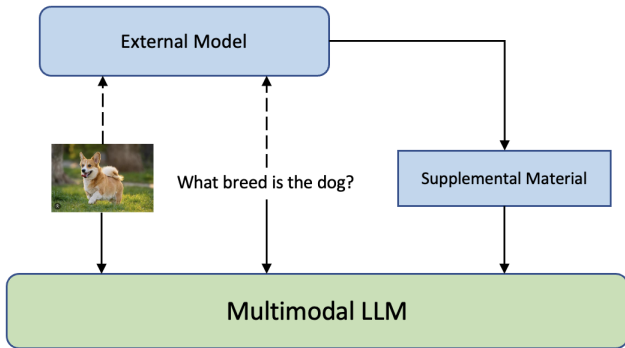 External Model
What breed is the dog?
Supplemental Material
Multimodal LLM